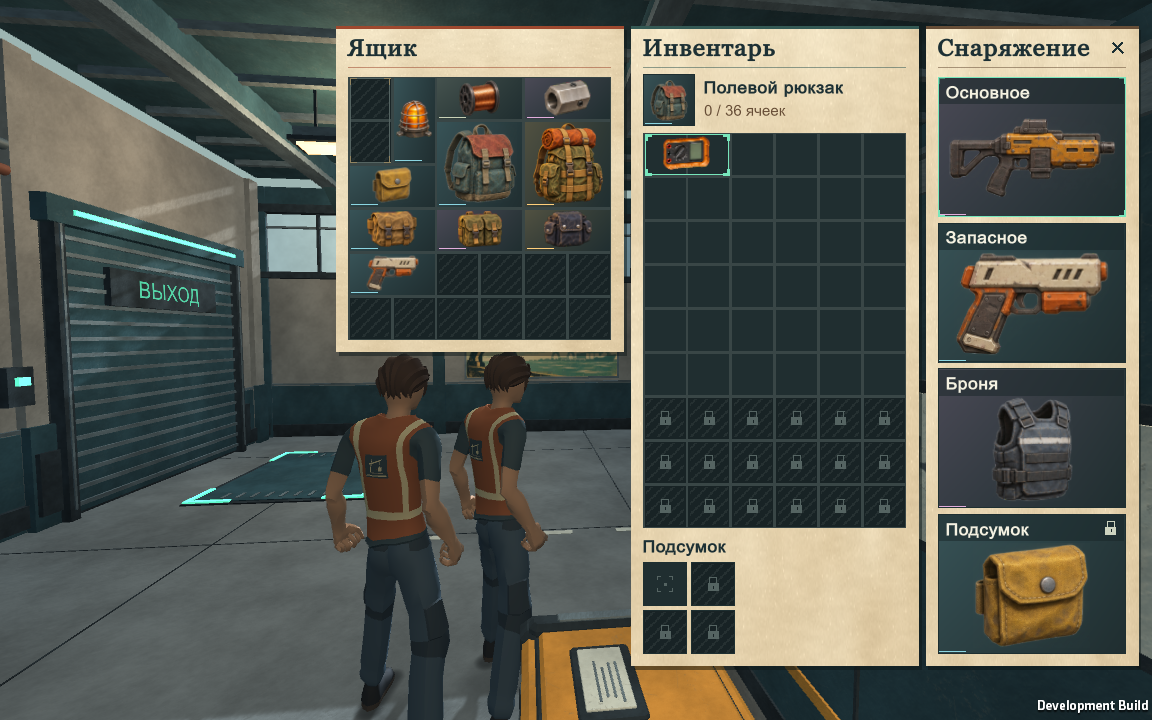 Ящик
Инвентарь
Снаряжение
Полевой рюкзак
0 / 36 ячеек
Основное
Запасное
Броня
Подсумок
Подсумок
ВЫХОД
Development Build